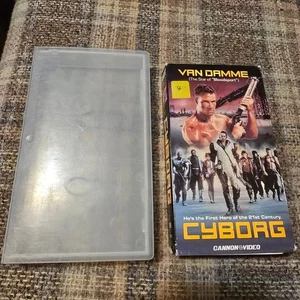 VAN DAMME
(The Star of "Bloodsport")
He's the First Hero of the 21st Century.
CYBORG
CANNON VIDEO